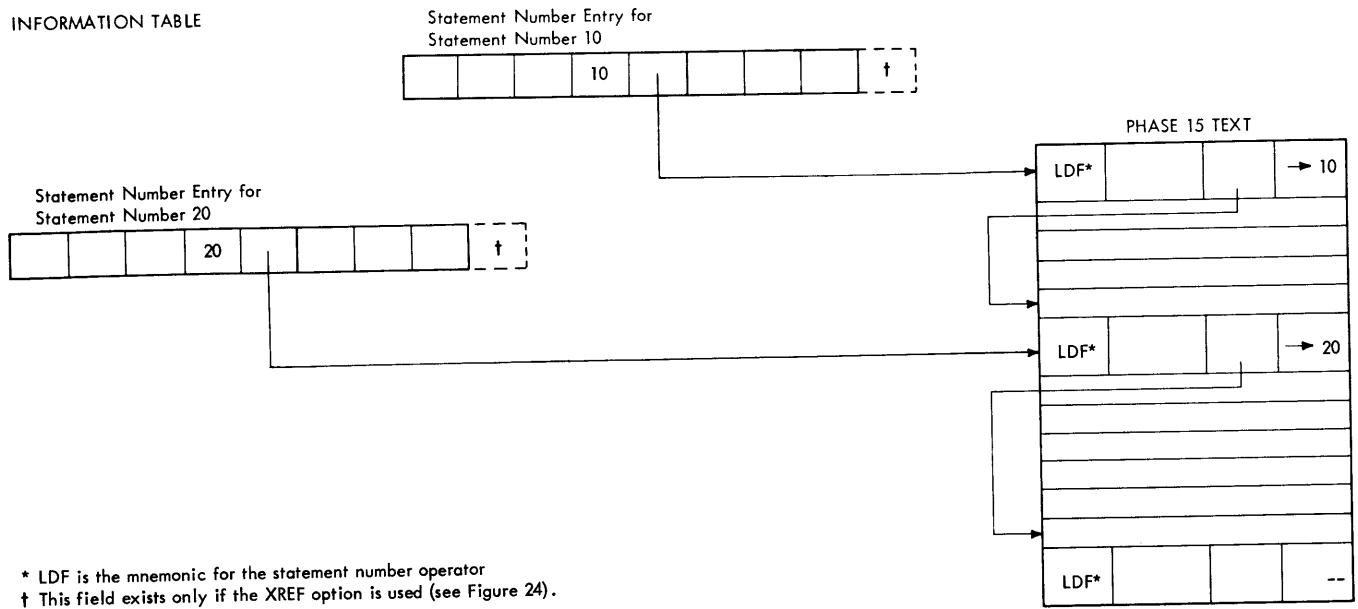 INFORMATION TABLE
Statement Number Entry for
Statement Number 10
10 †
PHASE 15 TEXT
LDF* → 10
Statement Number Entry for
Statement Number 20
20 †
LDF* → 20
LDF* --
* LDF is the mnemonic for the statement number operator
† This field exists only if the XREF option is used (see Figure 24).